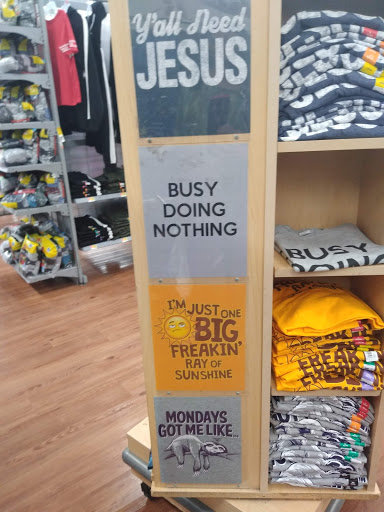 Y'all Need
JESUS
BUSY
DOING
NOTHING
I'M JUST ONE
BIG
FREAKIN'
RAY OF
SUNSHINE
MONDAYS
GOT ME LIKE...
BUSY